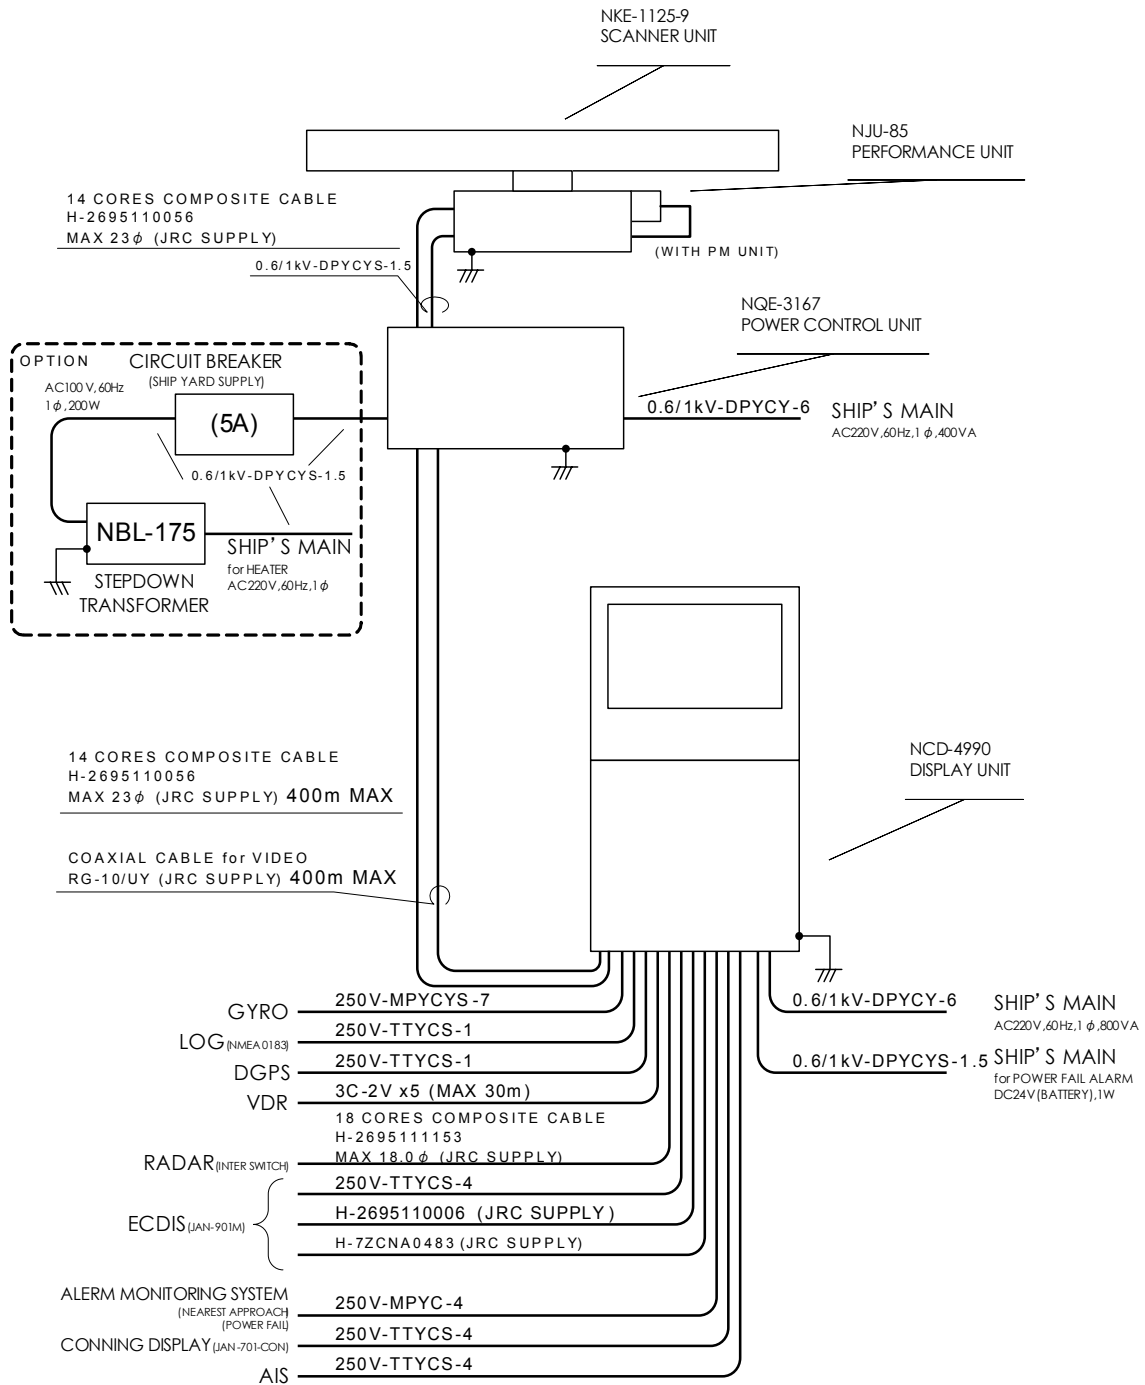 NKE-1125-9
SCANNER UNIT
NJU-85
PERFORMANCE UNIT
14 CORES COMPOSITE CABLE
H-2695110056
MAX 23φ (JRC SUPPLY)
(WITH PM UNIT)
0.6/1kV-DPYCYS-1.5
NQE-3167
POWER CONTROL UNIT
OPTION
CIRCUIT BREAKER
(SHIP YARD SUPPLY)
AC100V,60Hz
1φ,200W
(5A)
0.6/1kV-DPYCY-6
SHIP'S MAIN
AC220V,60Hz,1φ,400VA
0.6/1kV-DPYCYS-1.5
NBL-175
SHIP'S MAIN
for HEATER
AC220V,60Hz,1φ
STEPDOWN
TRANSFORMER
14 CORES COMPOSITE CABLE
H-2695110056
MAX 23φ (JRC SUPPLY) 400m MAX
NCD-4990
DISPLAY UNIT
COAXIAL CABLE for VIDEO
RG-10/UY (JRC SUPPLY) 400m MAX
GYRO 250V-MPYCYS-7
LOG(NMEA0183) 250V-TTYCS-1
DGPS 250V-TTYCS-1
VDR 3C-2V x5 (MAX 30m)
18 CORES COMPOSITE CABLE
H-2695111153
RADAR(INTER SWITCH) MAX 18.0φ (JRC SUPPLY)
250V-TTYCS-4
ECDIS(JAN-901M) H-2695110006 (JRC SUPPLY)
H-7ZCNA0483 (JRC SUPPLY)
ALERM MONITORING SYSTEM
(NEAREST APPROACH)
(POWER FAIL)
250V-MPYC-4
CONNING DISPLAY(JAN-701-CON) 250V-TTYCS-4
AIS 250V-TTYCS-4
0.6/1kV-DPYCY-6
SHIP'S MAIN
AC220V,60Hz,1φ,800VA
0.6/1kV-DPYCYS-1.5
SHIP'S MAIN
for POWER FAIL ALARM
DC24V(BATTERY),1W